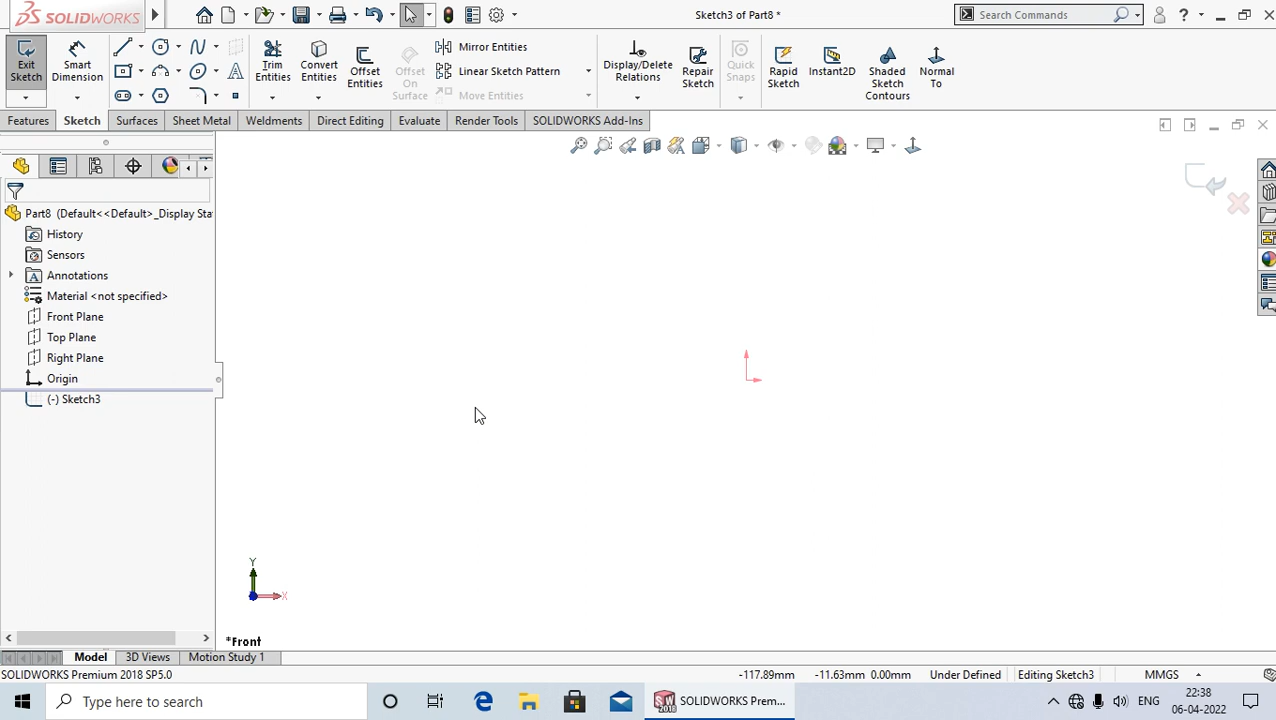 SOLIDWORKS
Sketch3 of Part8 *
Search Commands
?
Exit Sketch
Smart Dimension
Trim Entities
Convert Entities
Offset Entities
Offset On Surface
Mirror Entities
Linear Sketch Pattern
Move Entities
Display/Delete Relations
Repair Sketch
Quick Snaps
Rapid Sketch
Instant2D
Shaded Sketch Contours
Normal To
Features
Sketch
Surfaces
Sheet Metal
Weldments
Direct Editing
Evaluate
Render Tools
SOLIDWORKS Add-Ins
Part8 (Default<<Default>_Display Sta
History
Sensors
Annotations
Material <not specified>
Front Plane
Top Plane
Right Plane
Origin
(-) Sketch3
Y
X
*Front
Model
3D Views
Motion Study 1
SOLIDWORKS Premium 2018 SP5.0
-117.89mm
-11.63mm
0.00mm
Under Defined
Editing Sketch3
MMGS
Type here to search
SOLIDWORKS Prem...
ENG
22:38
06-04-2022